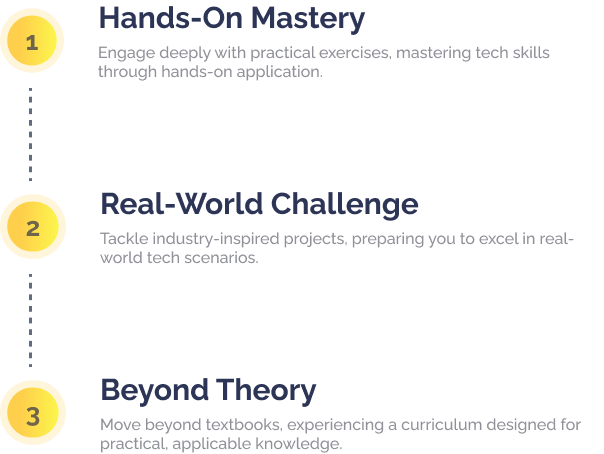 1
Hands-On Mastery
Engage deeply with practical exercises, mastering tech skills
through hands-on application.
2
Real-World Challenge
Tackle industry-inspired projects, preparing you to excel in real-
world tech scenarios.
3
Beyond Theory
Move beyond textbooks, experiencing a curriculum designed for
practical, applicable knowledge.